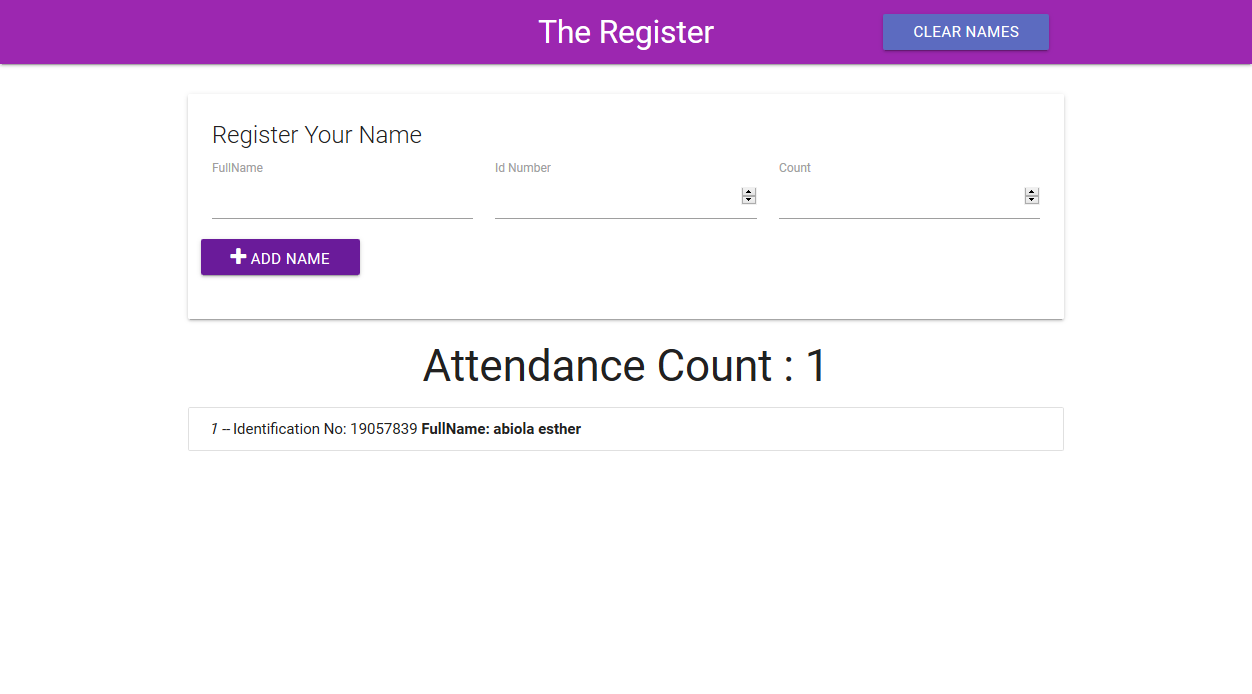 The Register
CLEAR NAMES
Register Your Name
FullName
Id Number
Count
ADD NAME
Attendance Count : 1
1 -- Identification No: 19057839 FullName: abiola esther